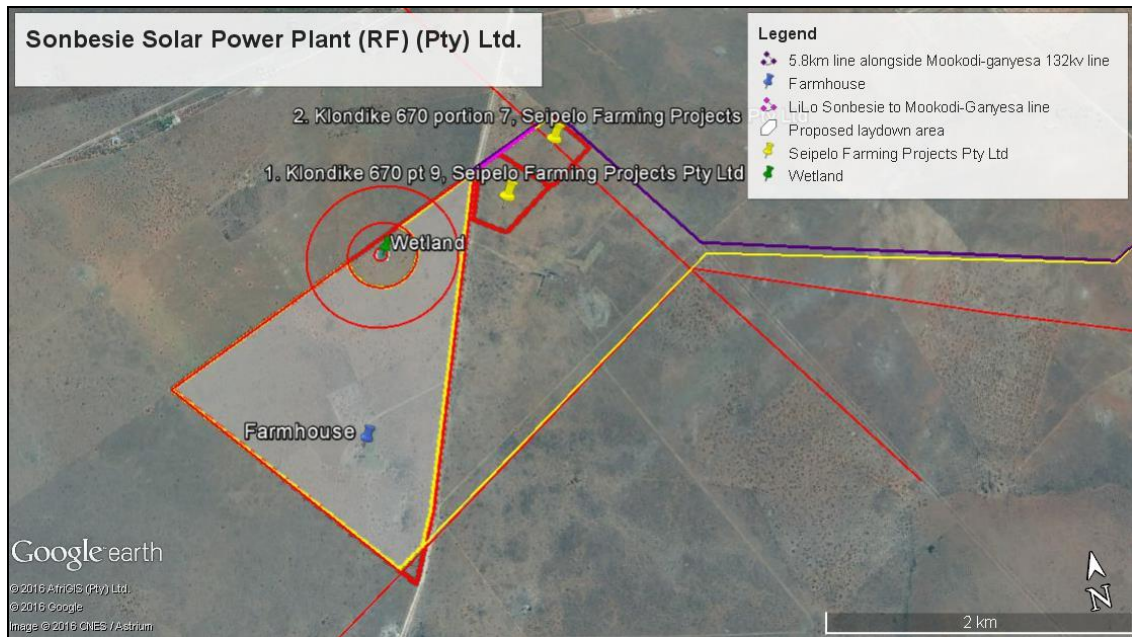 Sonbesie Solar Power Plant (RF) (Pty) Ltd.
Legend
5.8km line alongside Mookodi-ganyesa 132kv line
Farmhouse
LiLo Sonbesie to Mookodi-Ganyesa line
Proposed laydown area
Seipelo Farming Projects Pty Ltd
Wetland
2. Klondike 670 portion 7, Seipelo Farming Projects Pty Ltd
1. Klondike 670 pt 9, Seipelo Farming Projects Pty Ltd
Wetland
Farmhouse
Google earth
© 2016 AfriGIS (Pty) Ltd.
© 2016 Google
Image © 2016 CNES / Astrium
N
2 km